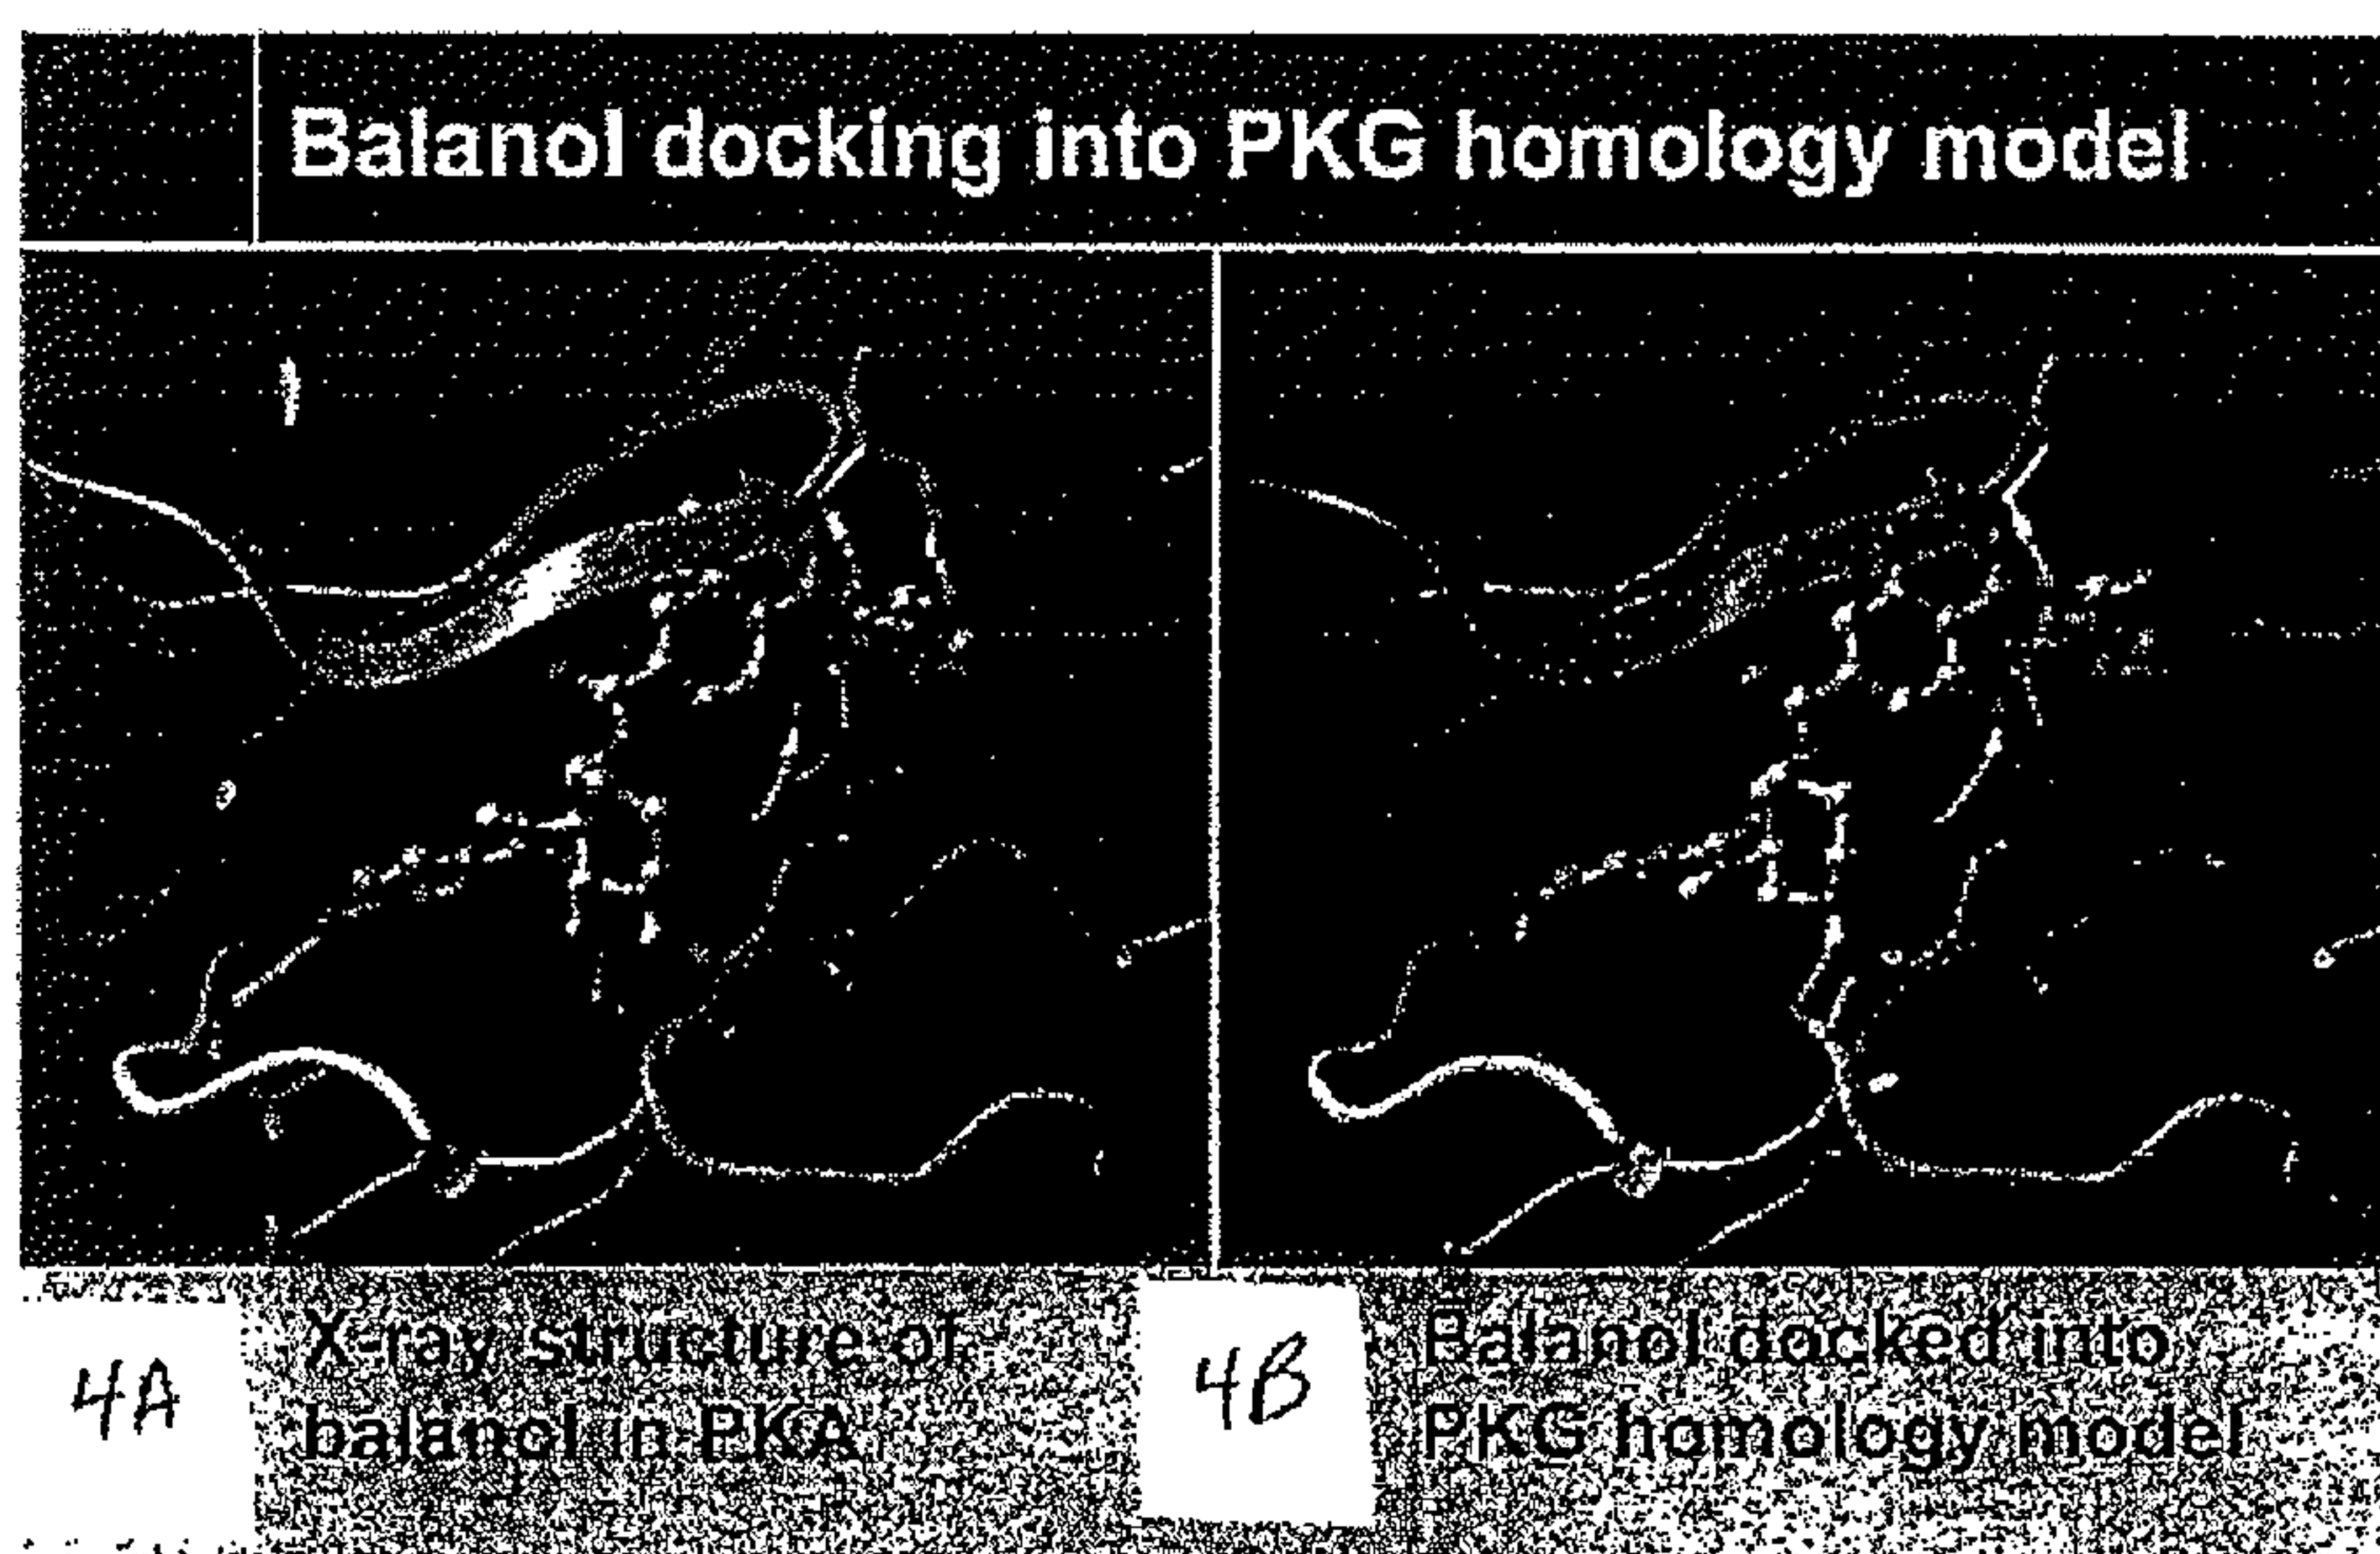 Balanol docking into PKG homology model
4A
X-ray structure of
balanol in PKA
4B
Balanol docked into
PKG homology model